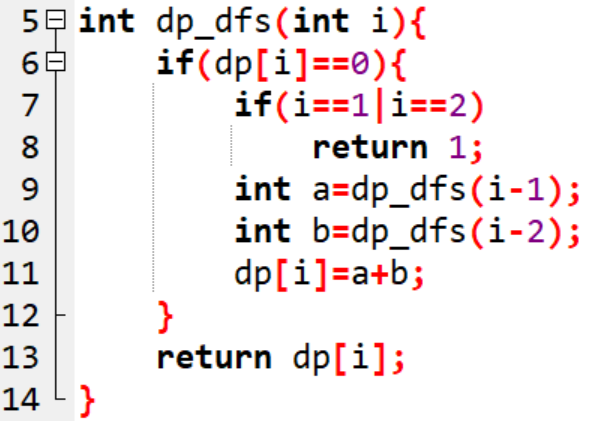 5 int dp_dfs(int i){
6     if(dp[i]==0){
7         if(i==1|i==2)
8             return 1;
9         int a=dp_dfs(i-1);
10         int b=dp_dfs(i-2);
11         dp[i]=a+b;
12     }
13     return dp[i];
14 }